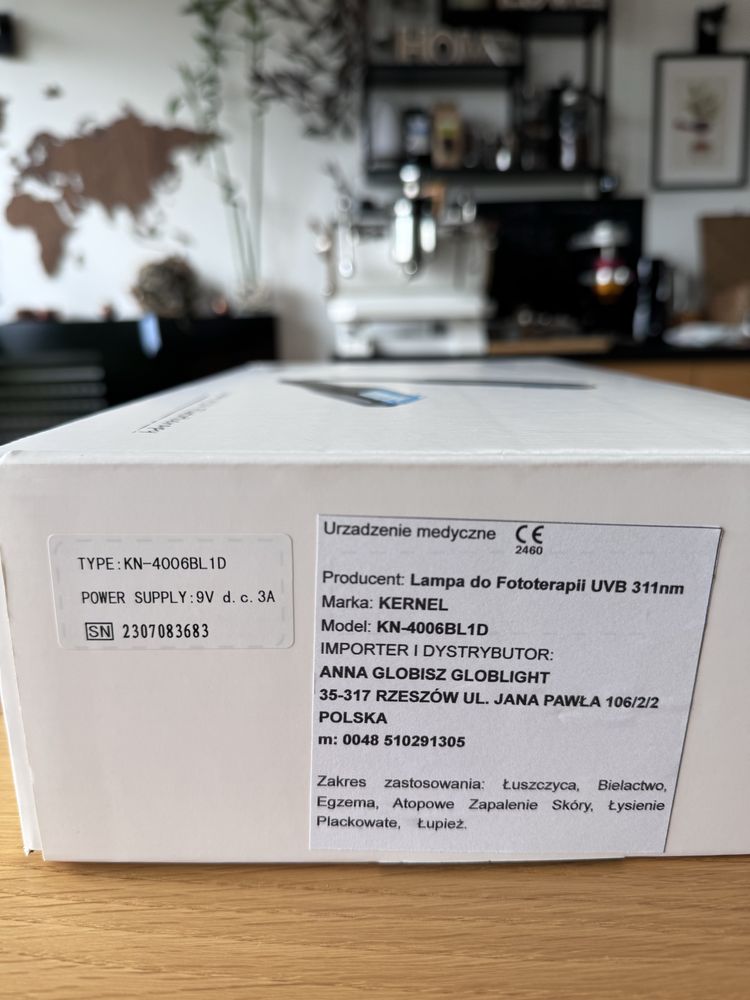 HOME
TYPE:KN-4006BL1D
POWER SUPPLY:9V d.c.3A
SN 2307083683
Urzadzenie medyczne CE
2460
Producent: Lampa do Fototerapii UVB 311nm
Marka: KERNEL
Model: KN-4006BL1D
IMPORTER I DYSTRYBUTOR:
ANNA GLOBISZ GLOBLIGHT
35-317 RZESZÓW UL. JANA PAWŁA 106/2/2
POLSKA
m: 0048 510291305
Zakres zastosowania: Łuszczyca, Bielactwo,
Egzema, Atopowe Zapalenie Skóry, Łysienie
Plackowate, Łupież.